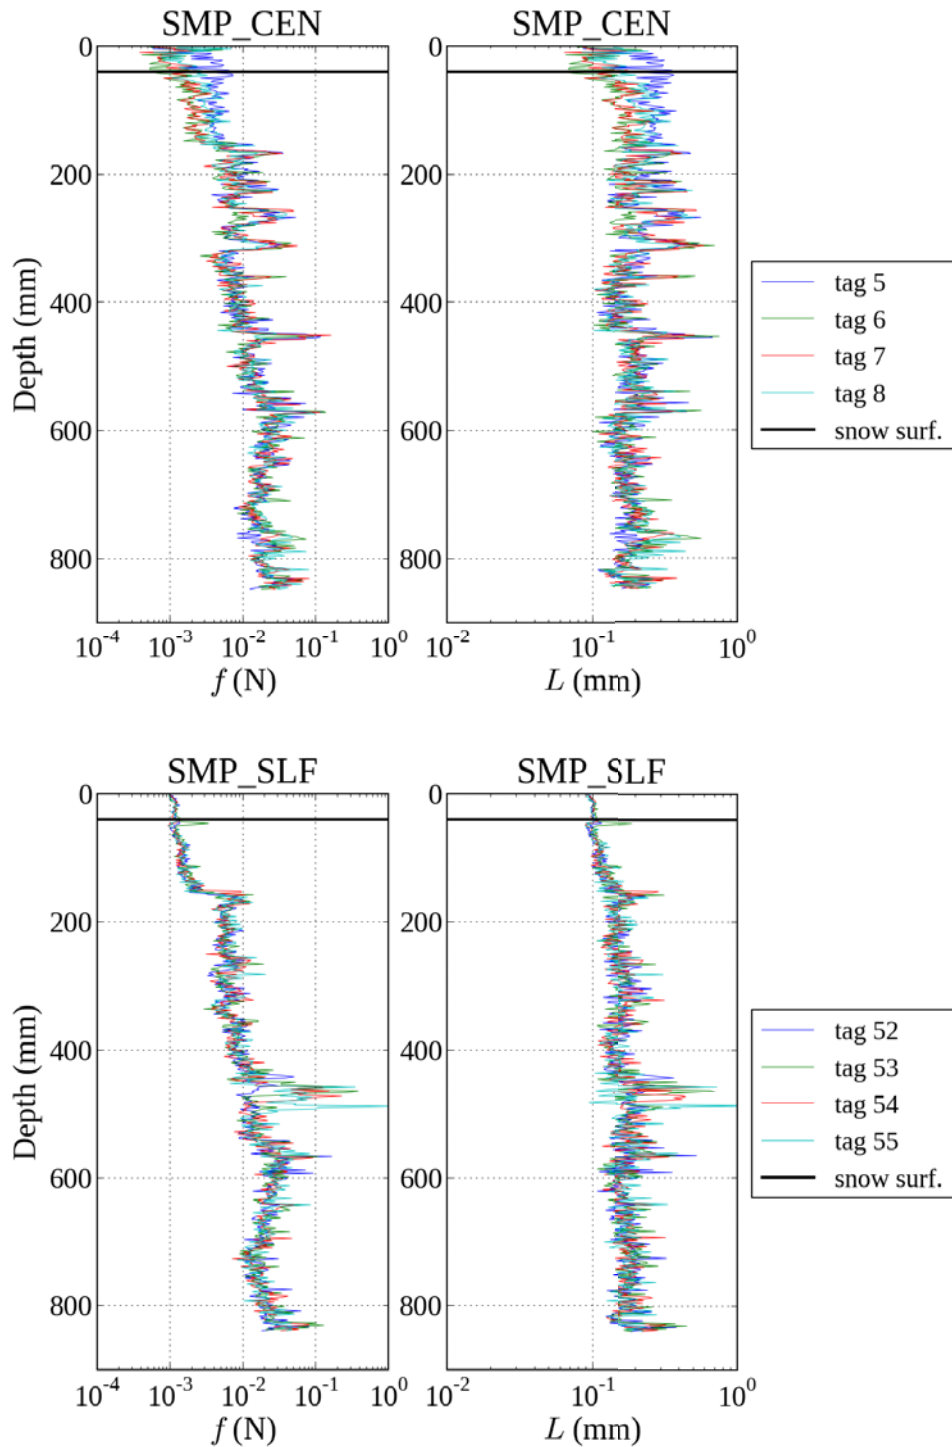 SMP_CEN
SMP_CEN
0
200
400
600
800
Depth (mm)
10^-4 10^-3 10^-2 10^-1 10^0
f (N)
0
200
400
600
800
10^-2 10^-1 10^0
L (mm)
tag 5
tag 6
tag 7
tag 8
snow surf.
SMP_SLF
SMP_SLF
0
200
400
600
800
Depth (mm)
10^-4 10^-3 10^-2 10^-1 10^0
f (N)
0
200
400
600
800
10^-2 10^-1 10^0
L (mm)
tag 52
tag 53
tag 54
tag 55
snow surf.